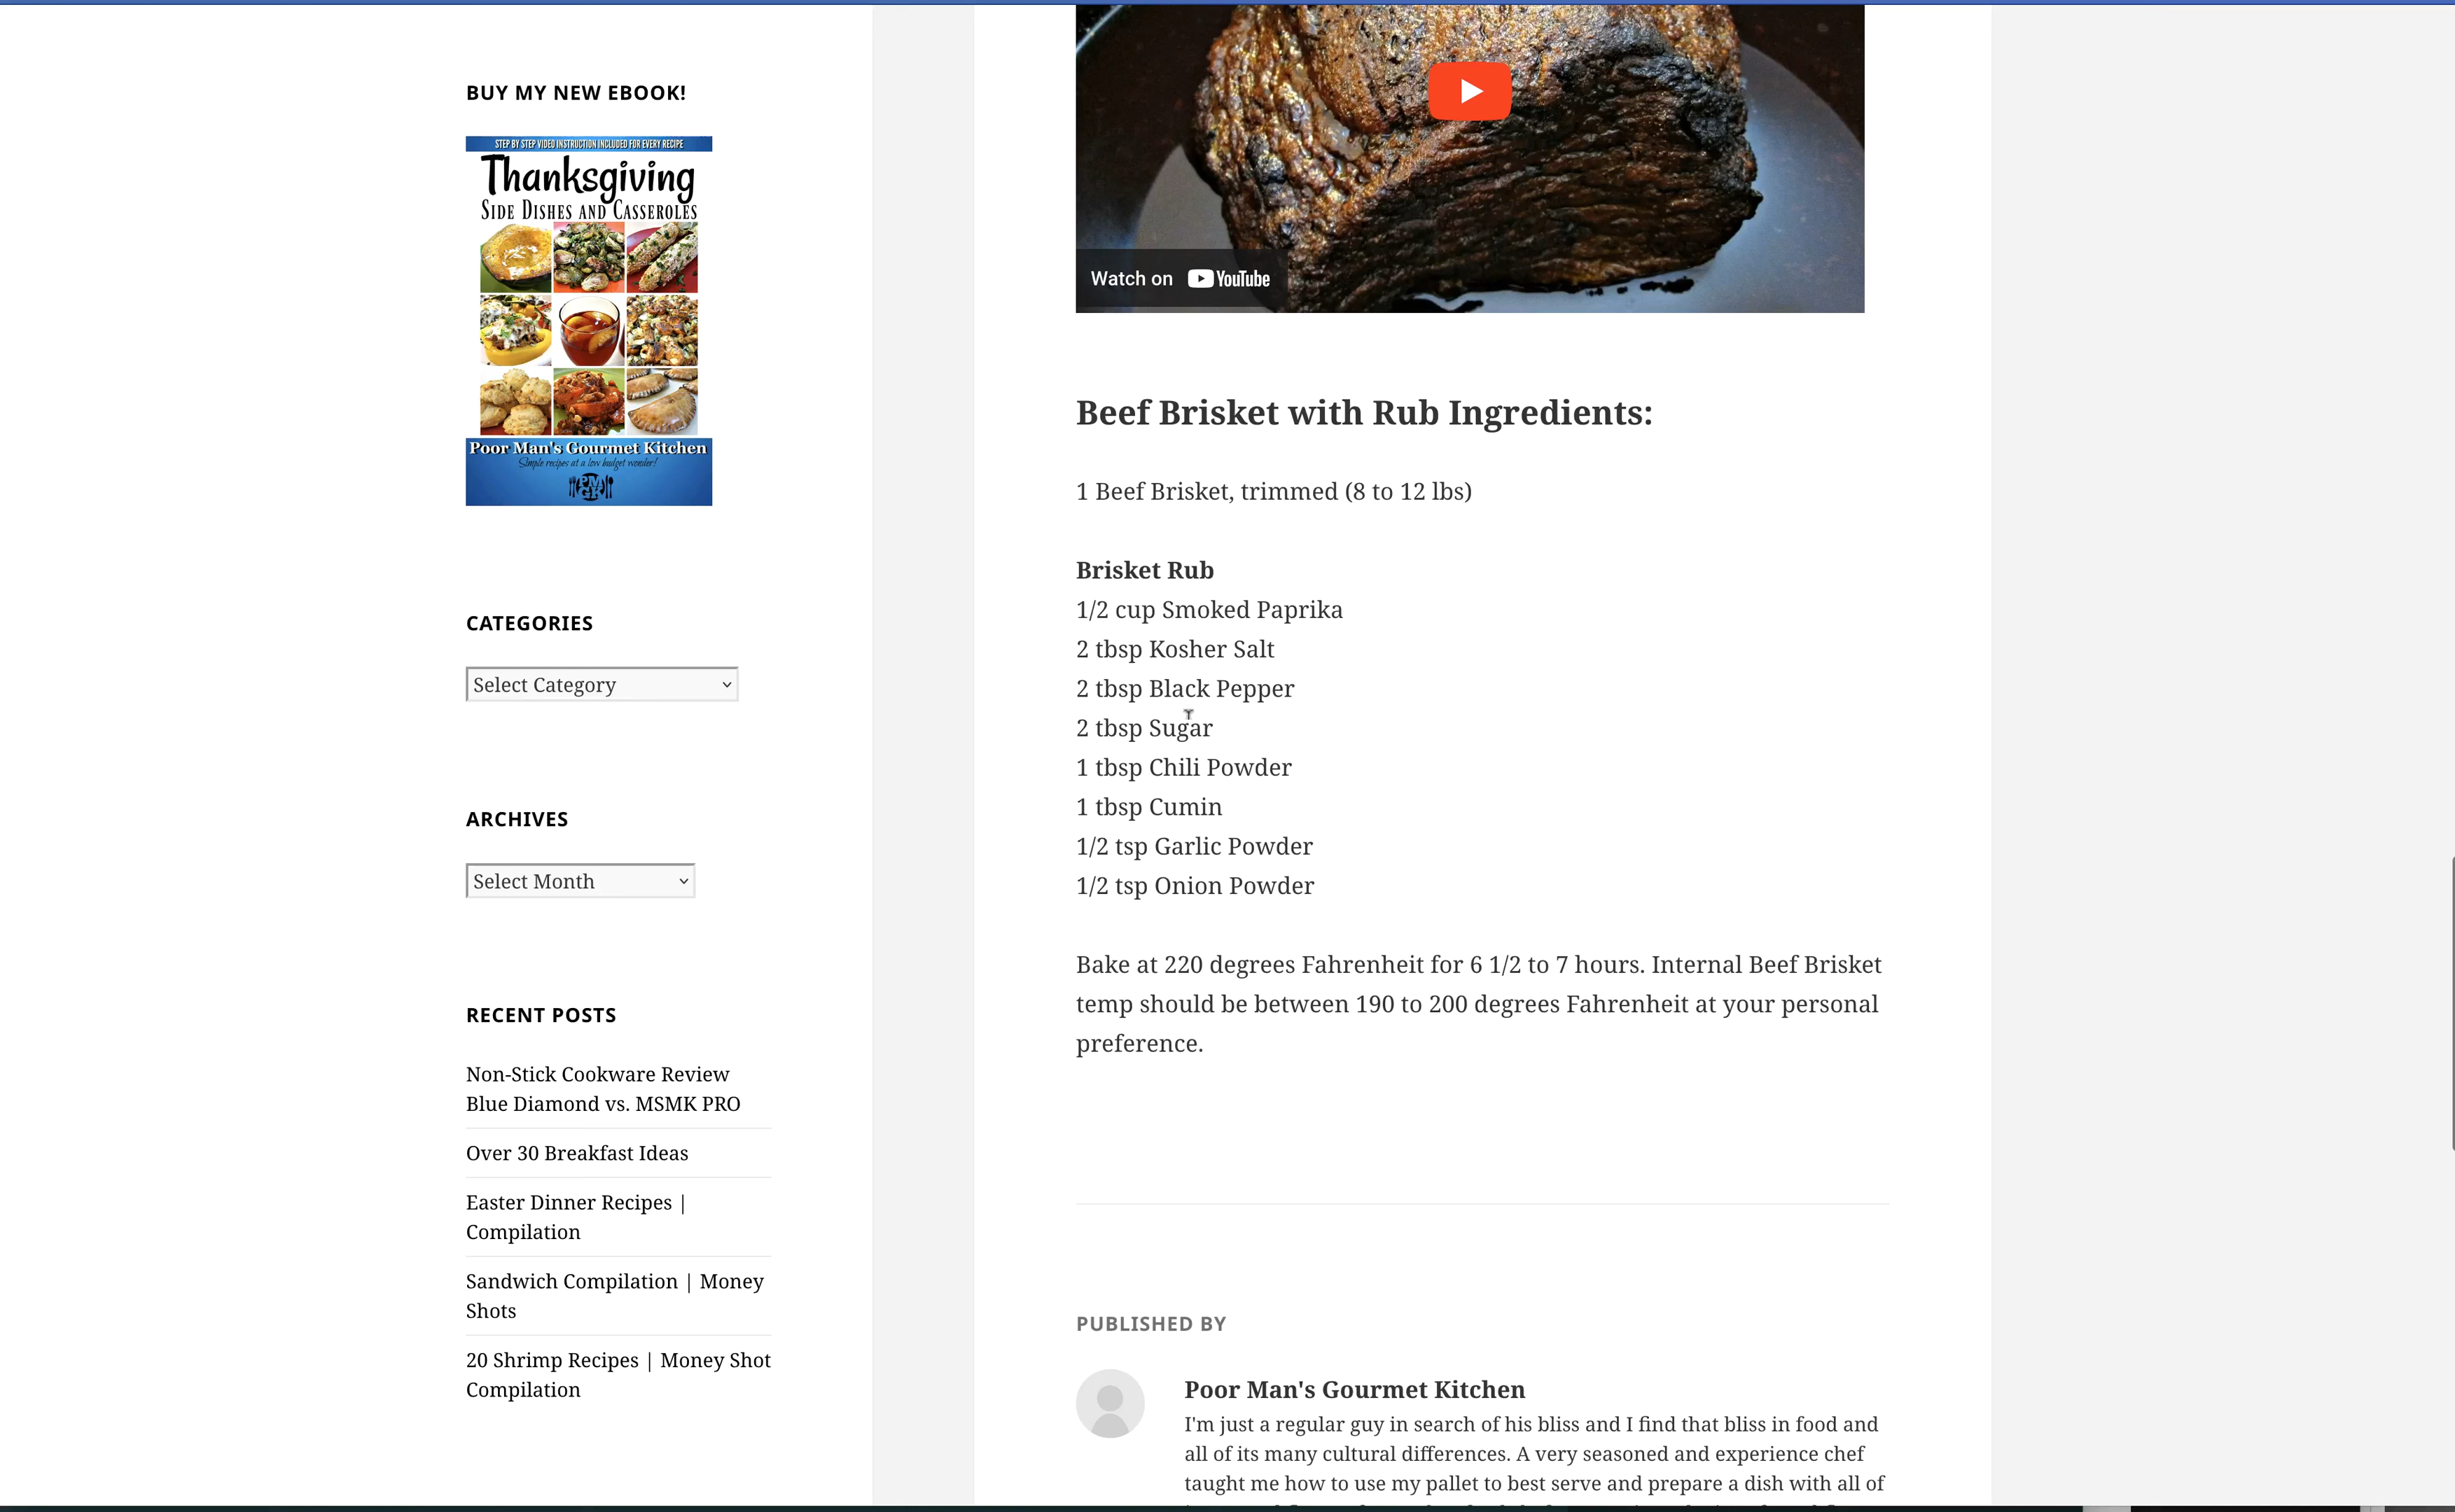 BUY MY NEW EBOOK!
STEP BY STEP VIDEO INSTRUCTION INCLUDED FOR EVERY RECIPE
Thanksgiving
SIDE DISHES AND CASSEROLES
Poor Man's Gourmet Kitchen
Simple recipes at a low budget wonder!
PM
GK
CATEGORIES
Select Category
ARCHIVES
Select Month
RECENT POSTS
Non-Stick Cookware Review
Blue Diamond vs. MSMK PRO
Over 30 Breakfast Ideas
Easter Dinner Recipes |
Compilation
Sandwich Compilation | Money
Shots
20 Shrimp Recipes | Money Shot
Compilation
Watch on YouTube
Beef Brisket with Rub Ingredients:
1 Beef Brisket, trimmed (8 to 12 lbs)
Brisket Rub
1/2 cup Smoked Paprika
2 tbsp Kosher Salt
2 tbsp Black Pepper
2 tbsp Sugar
1 tbsp Chili Powder
1 tbsp Cumin
1/2 tsp Garlic Powder
1/2 tsp Onion Powder
Bake at 220 degrees Fahrenheit for 6 1/2 to 7 hours. Internal Beef Brisket
temp should be between 190 to 200 degrees Fahrenheit at your personal
preference.
PUBLISHED BY
Poor Man's Gourmet Kitchen
I'm just a regular guy in search of his bliss and I find that bliss in food and
all of its many cultural differences. A very seasoned and experience chef
taught me how to use my pallet to best serve and prepare a dish with all of